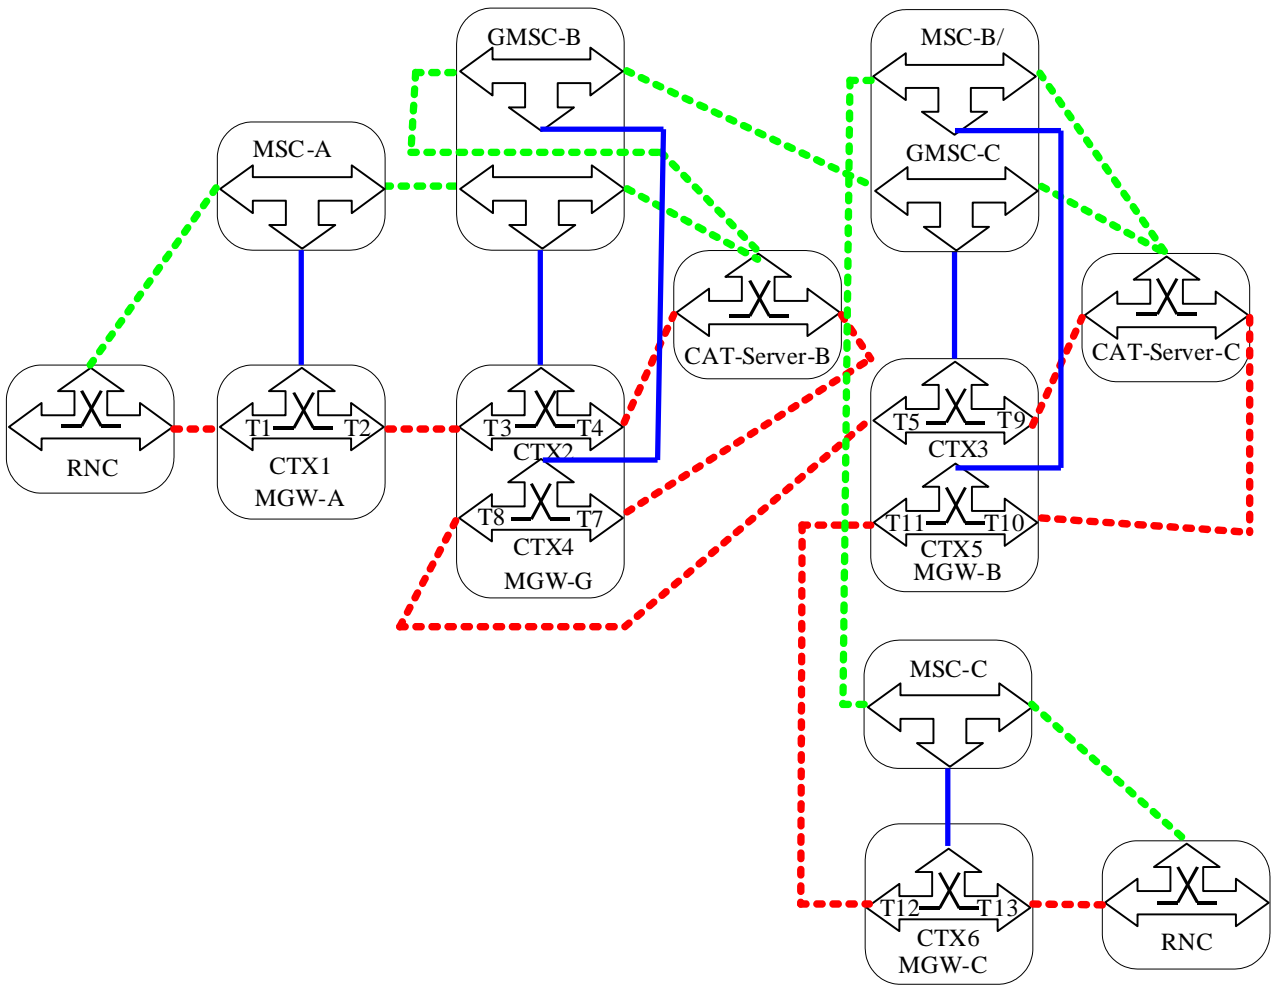 GMSC-B
MSC-B/
MSC-A
GMSC-C
CAT-Server-B
CAT-Server-C
RNC
T1
T2
CTX1
MGW-A
T3
T4
CTX2
T8
T7
CTX4
MGW-G
T5
T9
CTX3
T11
T10
CTX5
MGW-B
MSC-C
T12
T13
CTX6
MGW-C
RNC